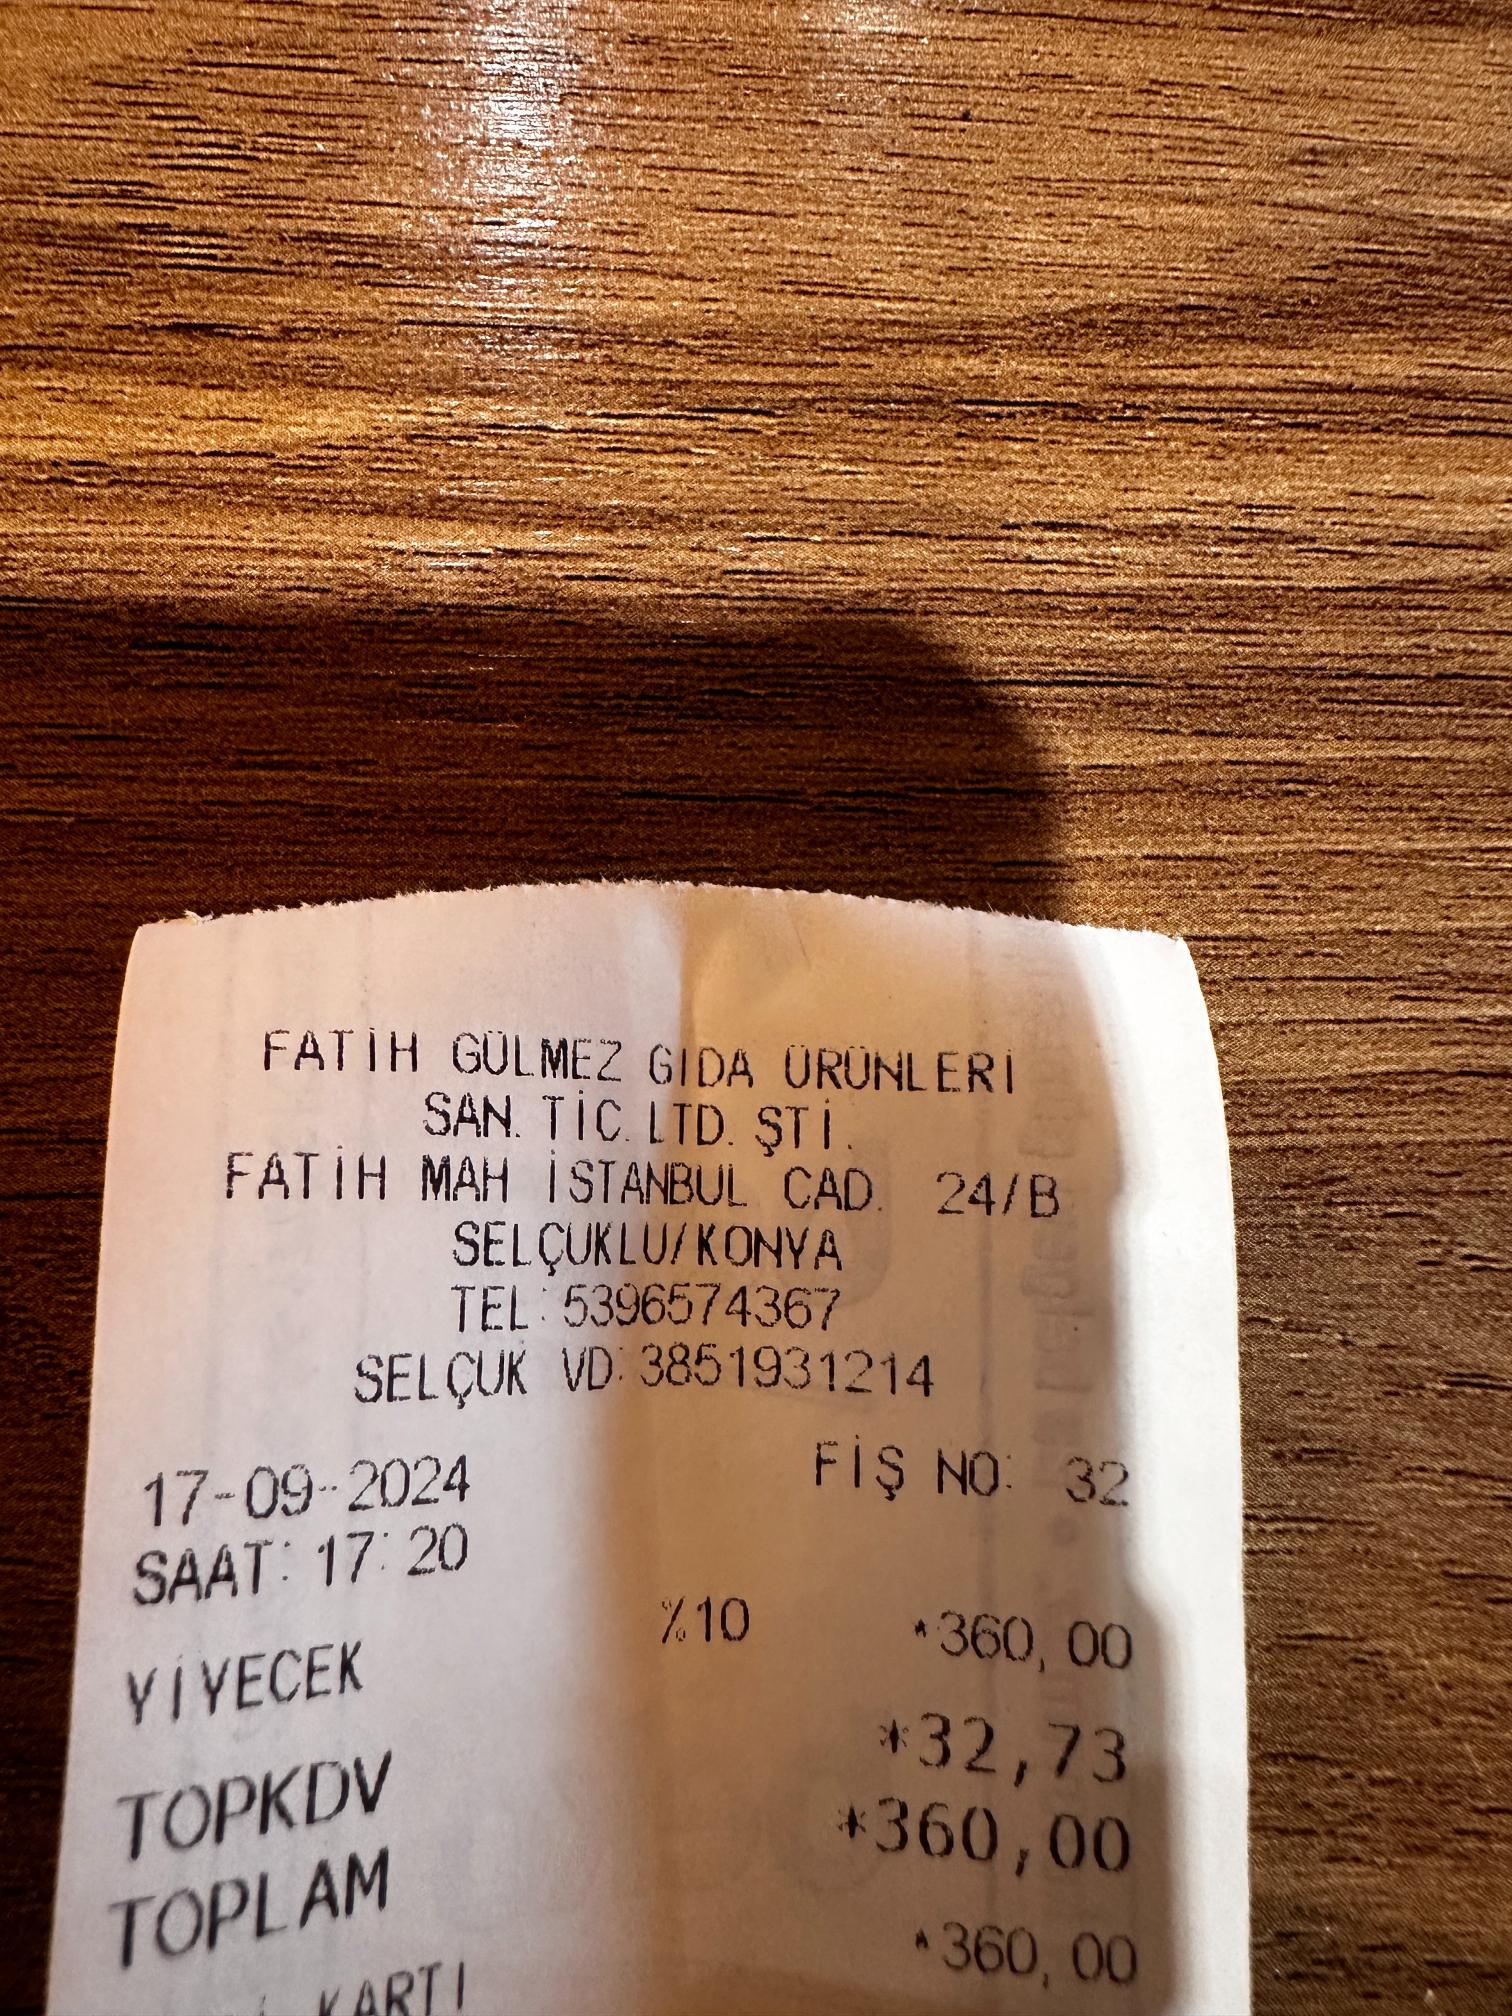 FATİH GÜLMEZ GIDA ÜRÜNLERİ
SAN. TİC. LTD. ŞTİ.
FATİH MAH İSTANBUL CAD. 24/B
SELÇUKLU/KONYA
TEL: 5396574367
SELÇUK VD:3851931214
17-09-2024 FİŞ NO: 32
SAAT: 17:20
YİYECEK %10 *360,00
TOPKDV *32,73
TOPLAM *360,00
KARTI *360,00